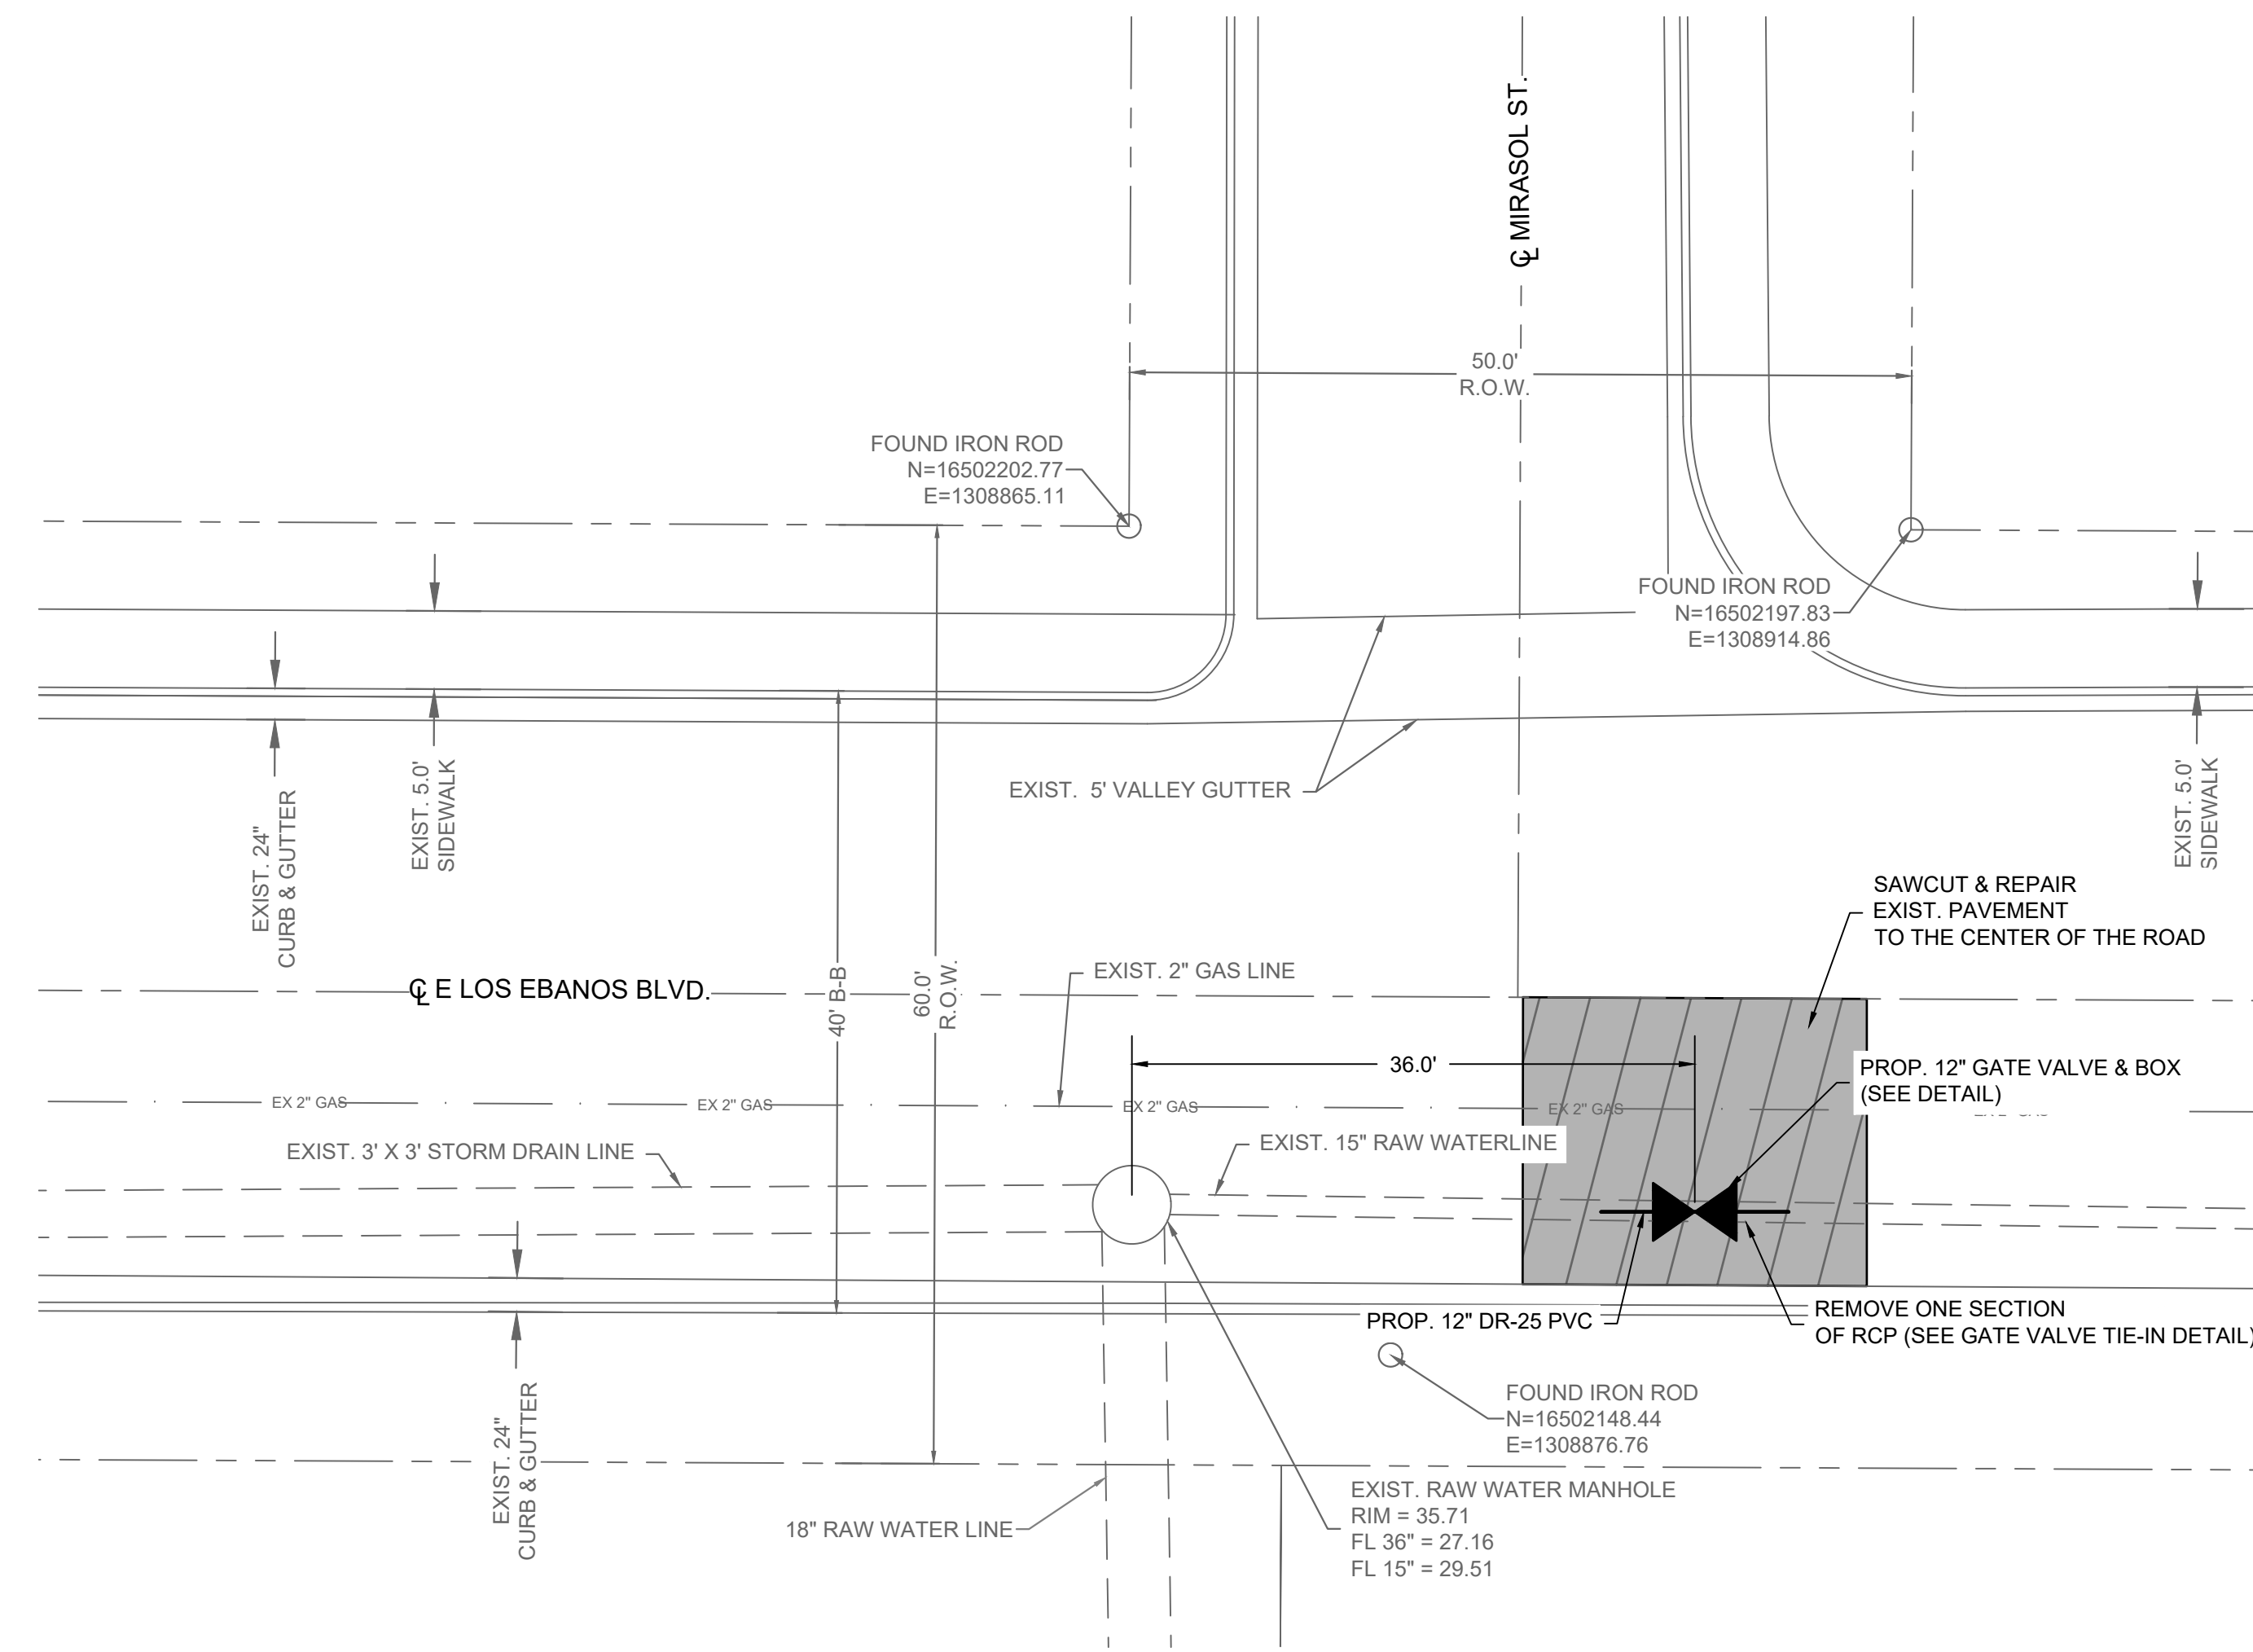 ℄ MIRASOL ST.
50.0'
R.O.W.
FOUND IRON ROD
N=16502202.77
E=1308865.11
FOUND IRON ROD
N=16502197.83
E=1308914.86
EXIST. 5' VALLEY GUTTER
EXIST. 24"
CURB & GUTTER
EXIST. 5.0'
SIDEWALK
EXIST. 5.0'
SIDEWALK
SAWCUT & REPAIR
EXIST. PAVEMENT
TO THE CENTER OF THE ROAD
℄ E LOS EBANOS BLVD.
40' B-B
60.0'
R.O.W.
EXIST. 2" GAS LINE
36.0'
PROP. 12" GATE VALVE & BOX
(SEE DETAIL)
EX 2" GAS
EX 2" GAS
EX 2" GAS
EX 2" GAS
EXIST. 3' X 3' STORM DRAIN LINE
EXIST. 15" RAW WATERLINE
PROP. 12" DR-25 PVC
REMOVE ONE SECTION
OF RCP (SEE GATE VALVE TIE-IN DETAIL)
FOUND IRON ROD
N=16502148.44
E=1308876.76
EXIST. 24"
CURB & GUTTER
18" RAW WATER LINE
EXIST. RAW WATER MANHOLE
RIM = 35.71
FL 36" = 27.16
FL 15" = 29.51